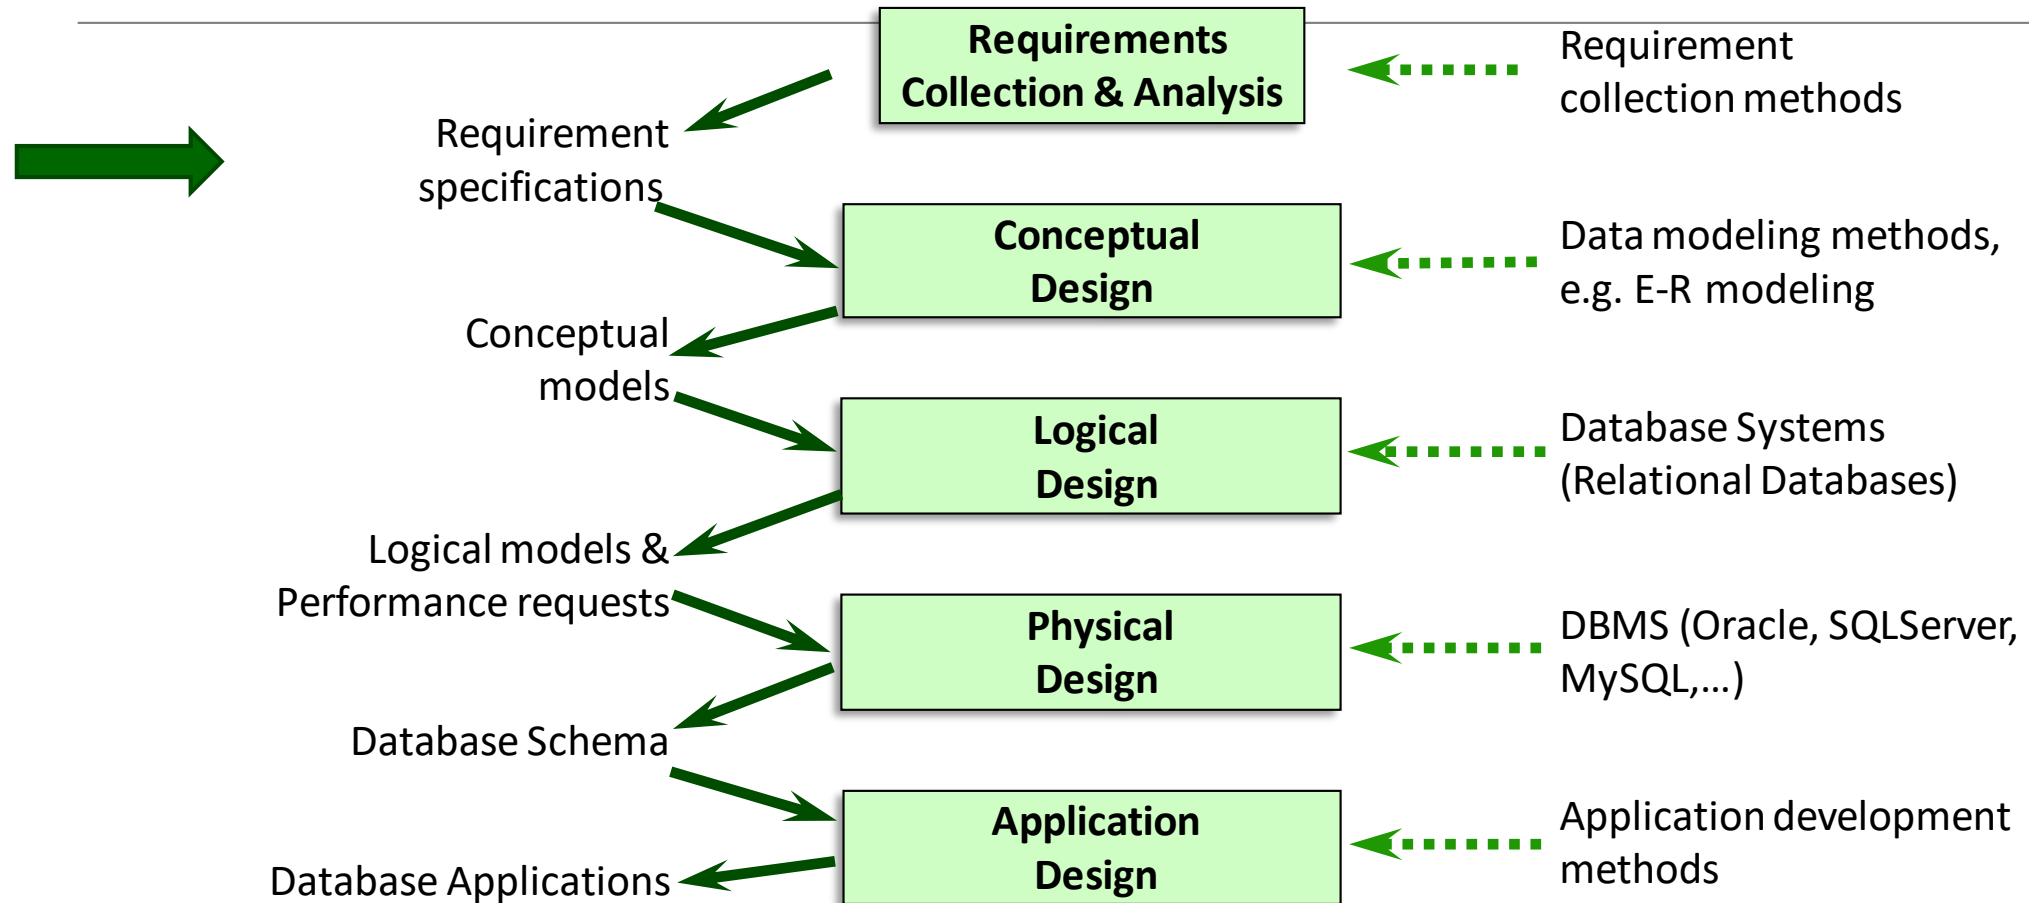 Requirements
Collection & Analysis
Requirement
collection methods
Requirement
specifications
Conceptual
Design
Data modeling methods,
e.g. E-R modeling
Conceptual
models
Logical
Design
Database Systems
(Relational Databases)
Logical models &
Performance requests
Physical
Design
DBMS (Oracle, SQLServer,
MySQL,...)
Database Schema
Application
Design
Application development
methods
Database Applications